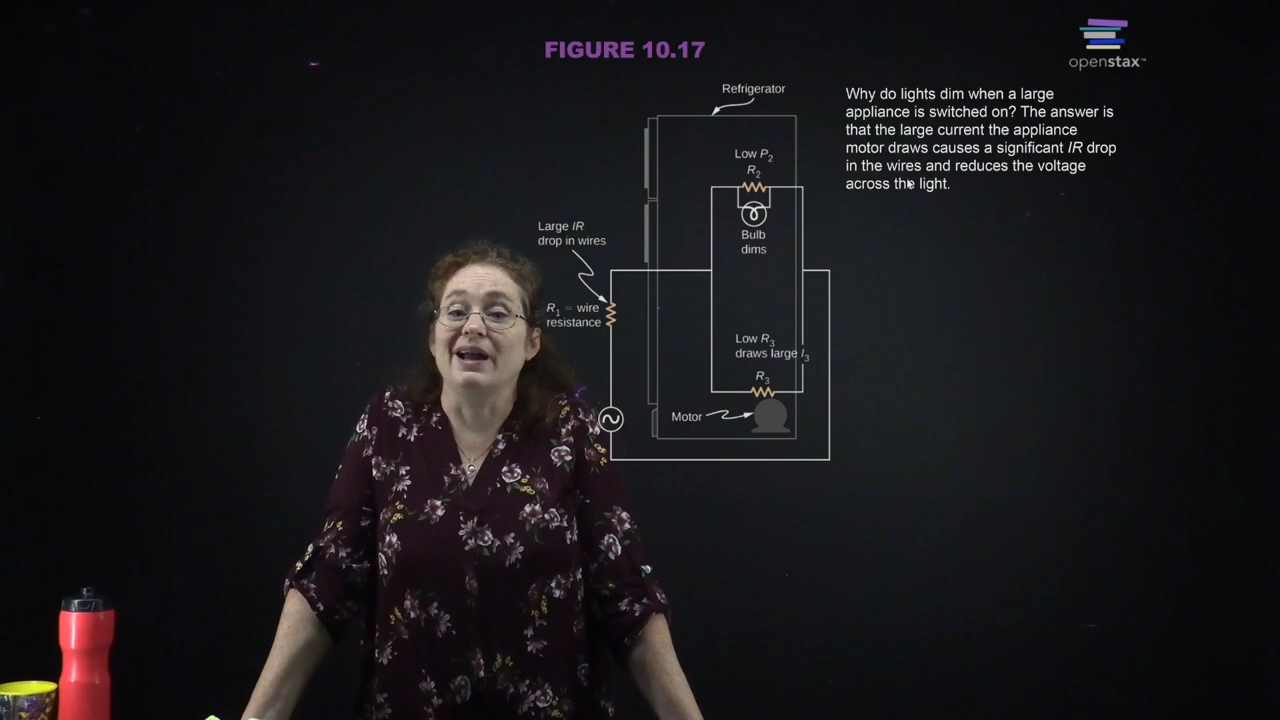 FIGURE 10.17
openstax™
Refrigerator
Why do lights dim when a large
appliance is switched on? The answer is
that the large current the appliance
motor draws causes a significant IR drop
in the wires and reduces the voltage
across the light.
Low P2
R2
Bulb
dims
Large IR
drop in wires
R1 = wire
resistance
Low R3
draws large I3
R3
Motor